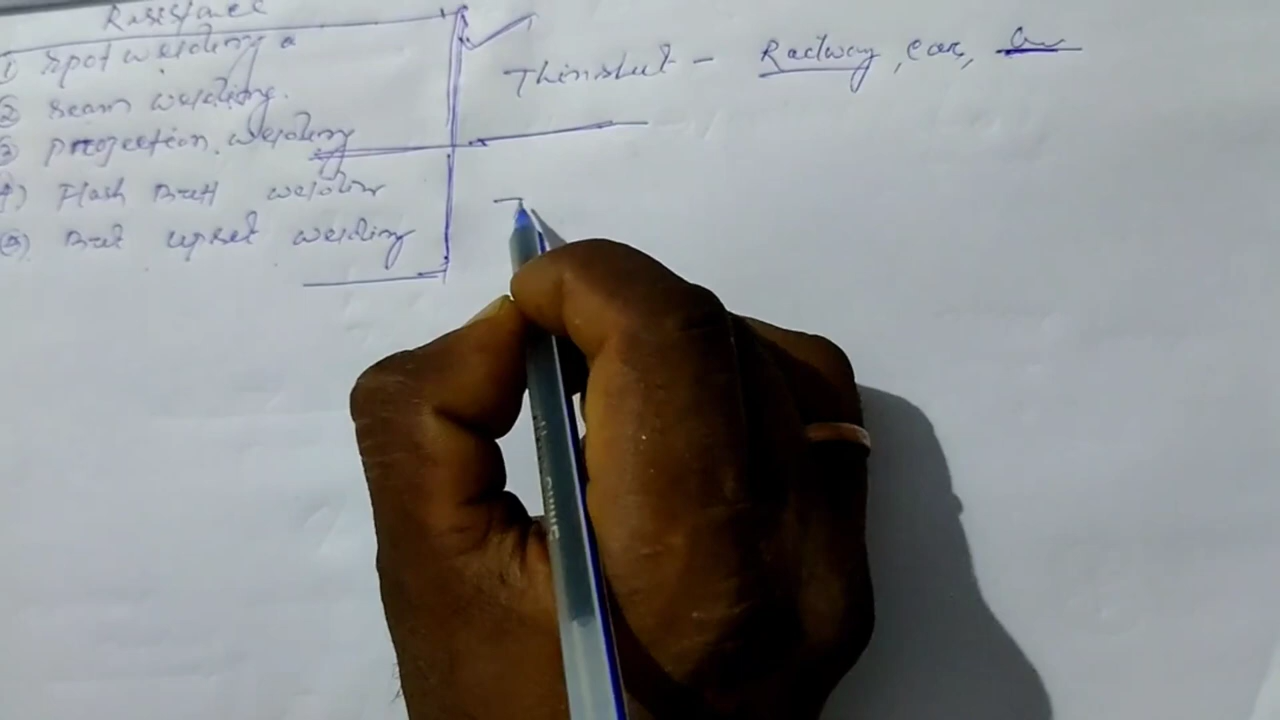 Resistance
① spot welding
② seam welding.
③ projection welding
4) Flash Butt welding
⑤ But upset welding
Thin sheet - Railway, car,